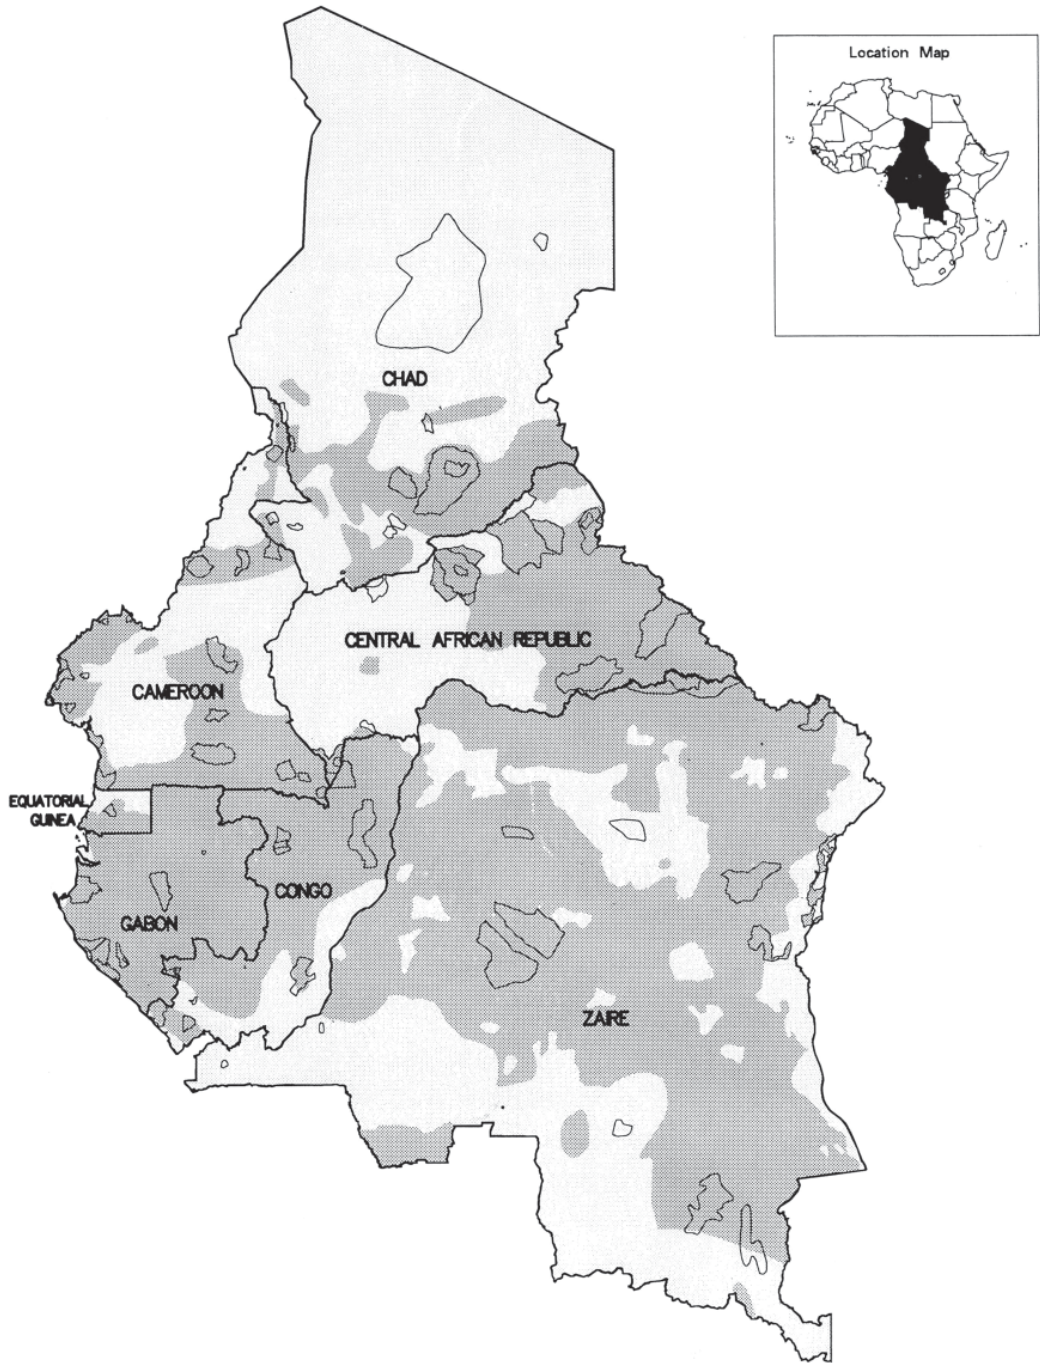 Location Map
CHAD
CENTRAL AFRICAN REPUBLIC
CAMEROON
EQUATORIAL
GUINEA
CONGO
GABON
ZAIRE